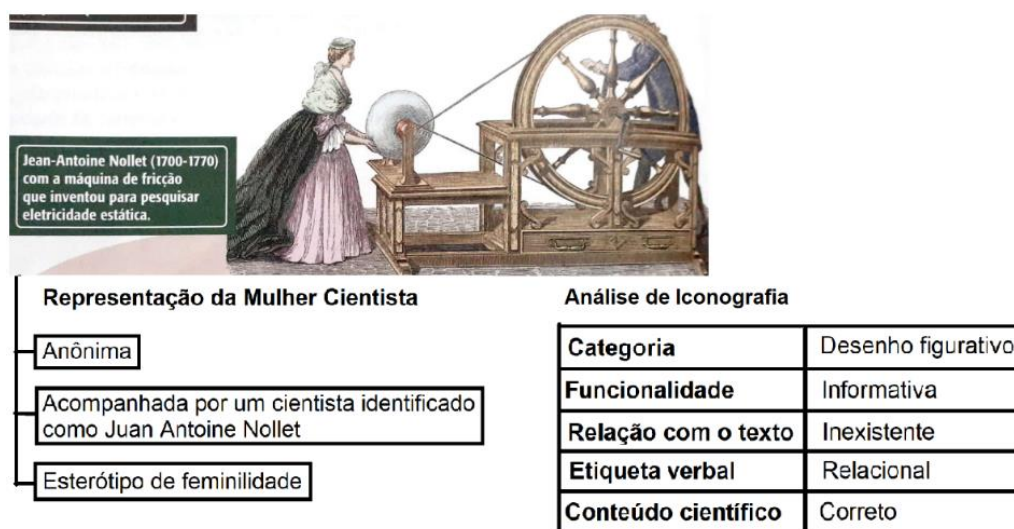 Jean-Antoine Nollet (1700-1770)
com a máquina de fricção
que inventou para pesquisar
eletricidade estática.
Representação da Mulher Cientista
Anônima
Acompanhada por um cientista identificado
como Juan Antoine Nollet
Esterótipo de feminilidade
Análise de Iconografia
Categoria Desenho figurativo
Funcionalidade Informativa
Relação com o texto Inexistente
Etiqueta verbal Relacional
Conteúdo científico Correto